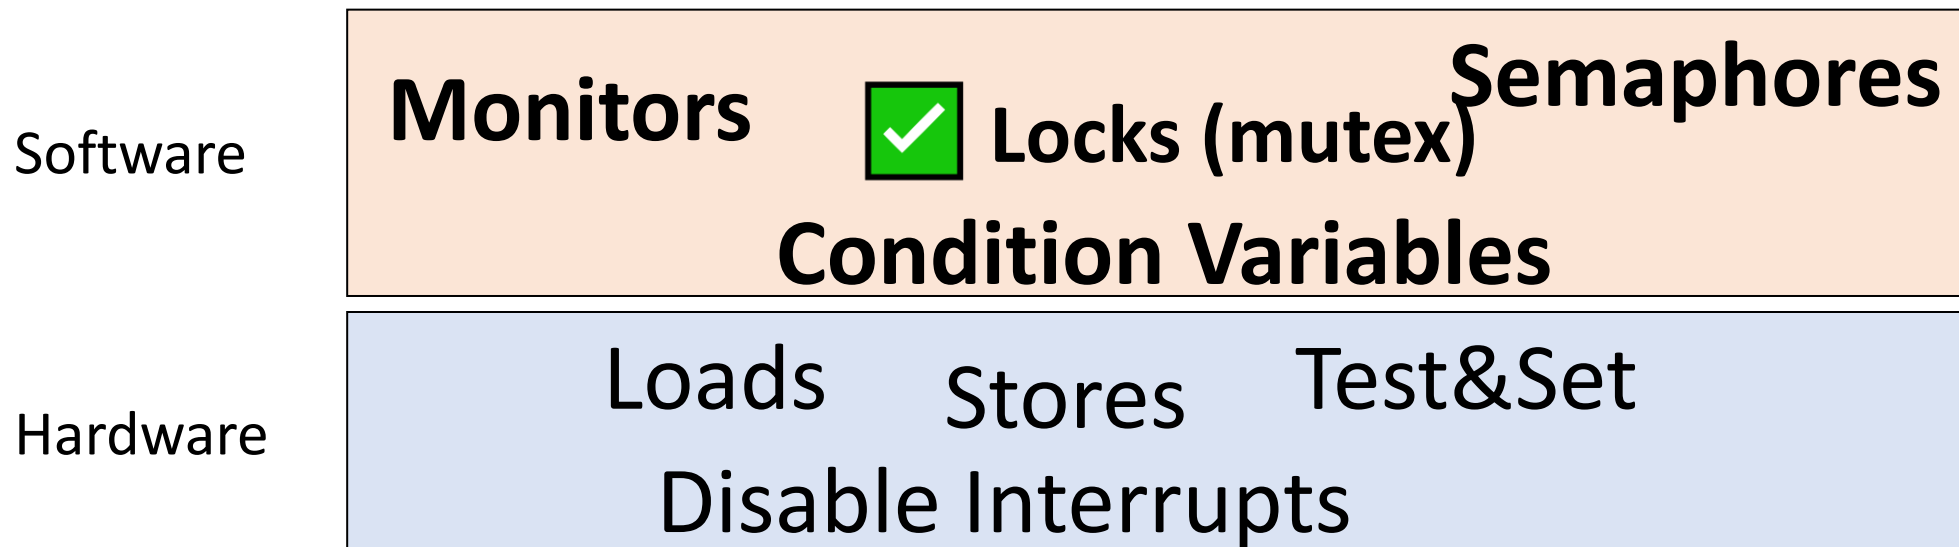 Software
Monitors
Locks (mutex)
Semaphores
Condition Variables
Hardware
Loads
Stores
Test&Set
Disable Interrupts